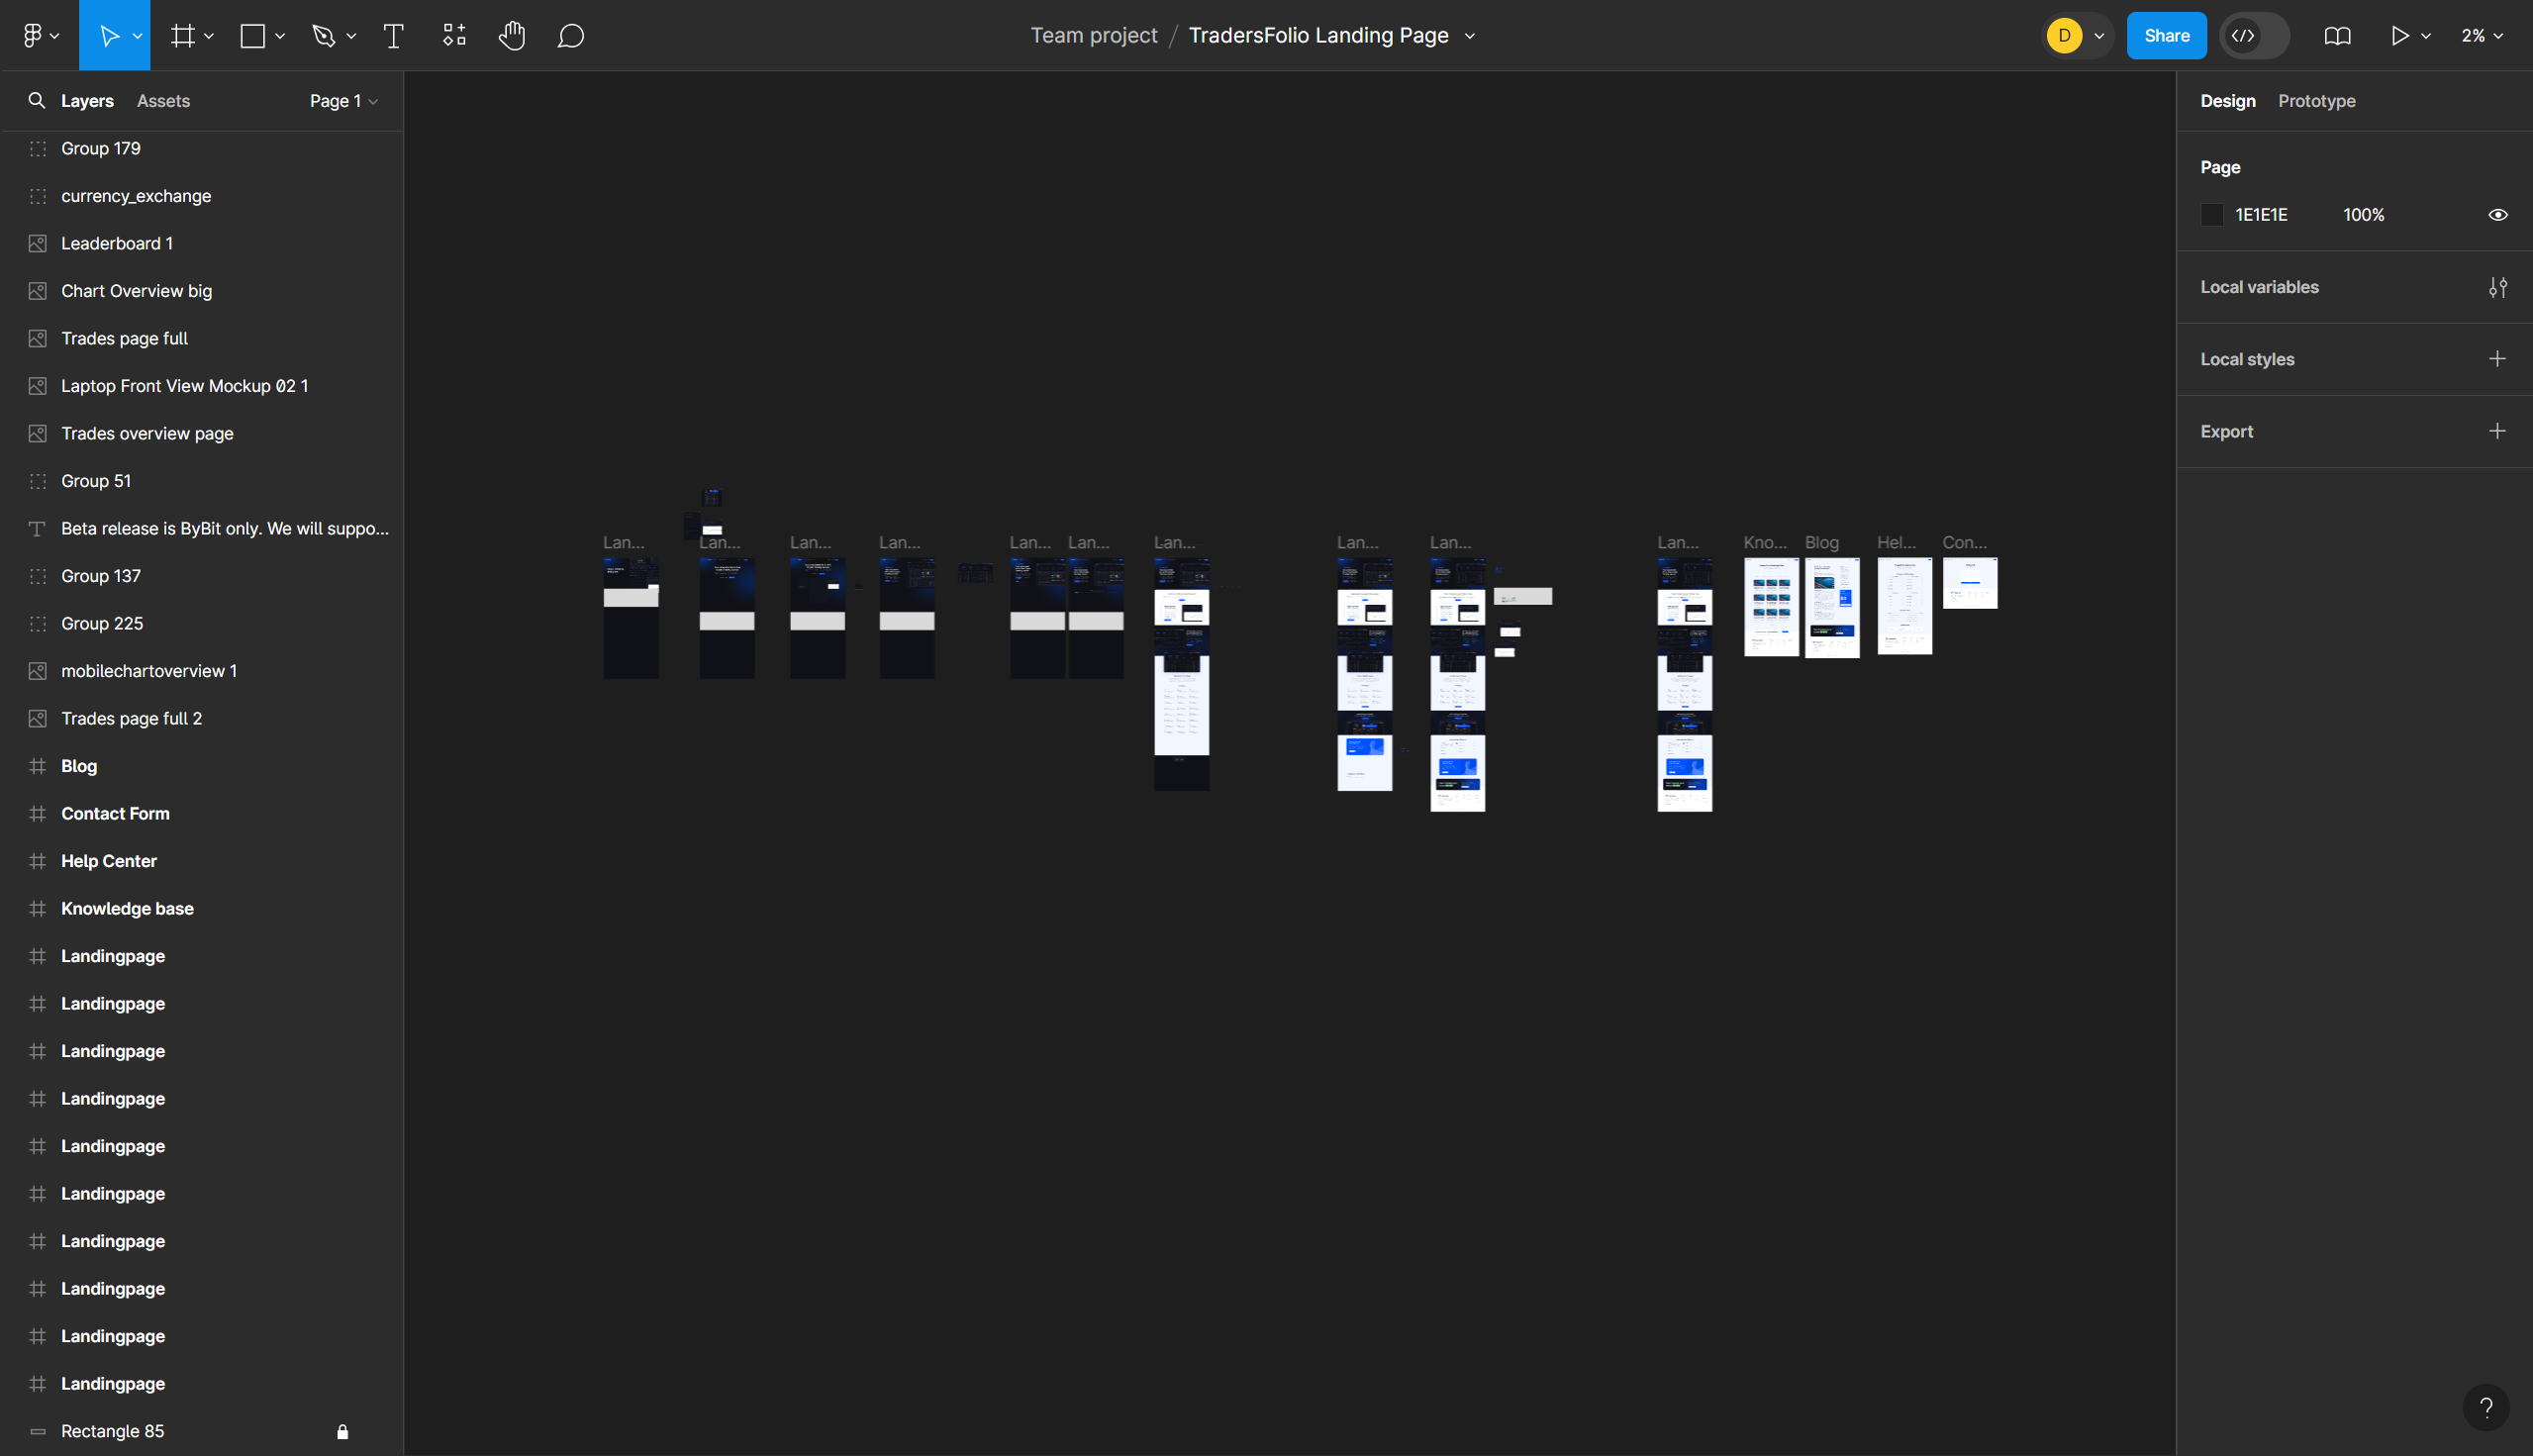 Team project / TradersFolio Landing Page
D
Share
2%
Layers
Assets
Page 1
Group 179
currency_exchange
Leaderboard 1
Chart Overview big
Trades page full
Laptop Front View Mockup 02 1
Trades overview page
Group 51
Beta release is ByBit only. We will suppo...
Group 137
Group 225
mobilechartoverview 1
Trades page full 2
Blog
Contact Form
Help Center
Knowledge base
Landingpage
Landingpage
Landingpage
Landingpage
Landingpage
Landingpage
Landingpage
Landingpage
Landingpage
Landingpage
Rectangle 85
Lan...
Lan...
Lan...
Lan...
Lan...
Lan...
Lan...
Lan...
Lan...
Lan...
Kno...
Blog
Hel...
Con...
Design
Prototype
Page
1E1E1E
100%
Local variables
Local styles
Export
?